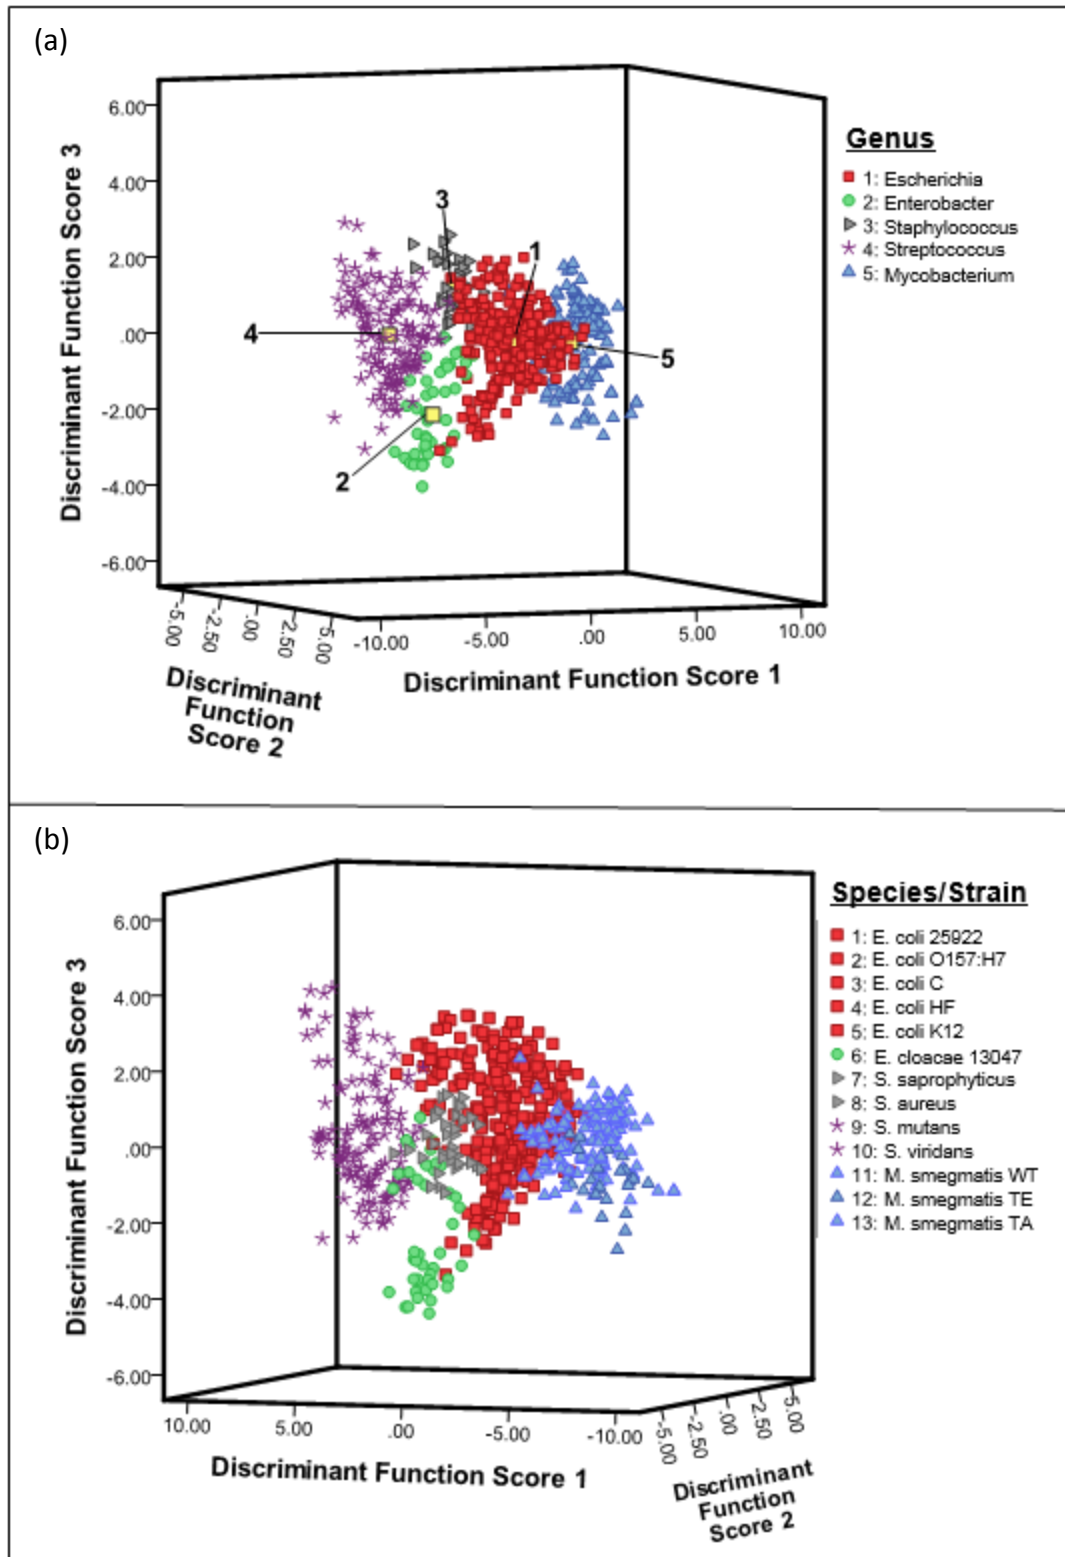 (a)
6.00
4.00
2.00
.00
-2.00
-4.00
-6.00
Discriminant Function Score 3
3
1
4
5
2
-5.00
-2.50
.00
2.50
5.00
Discriminant
Function
Score 2
-10.00
-5.00
.00
5.00
10.00
Discriminant Function Score 1
Genus
1: Escherichia
2: Enterobacter
3: Staphylococcus
4: Streptococcus
5: Mycobacterium
(b)
6.00
4.00
2.00
.00
-2.00
-4.00
-6.00
Discriminant Function Score 3
10.00
5.00
.00
-5.00
-10.00
Discriminant Function Score 1
-5.00
-2.50
.00
2.50
5.00
Discriminant
Function
Score 2
Species/Strain
1: E. coli 25922
2: E. coli O157:H7
3: E. coli C
4: E. coli HF
5: E. coli K12
6: E. cloacae 13047
7: S. saprophyticus
8: S. aureus
9: S. mutans
10: S. viridans
11: M. smegmatis WT
12: M. smegmatis TE
13: M. smegmatis TA